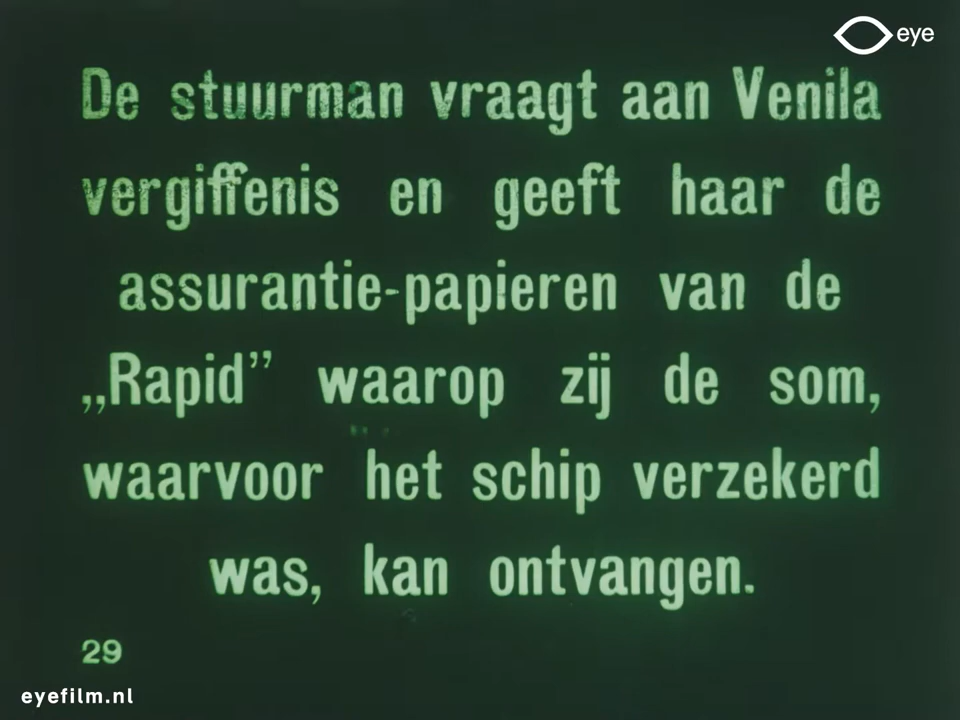 eye
De stuurman vraagt aan Venila
vergiffenis en geeft haar de
assurantie-papieren van de
„Rapid” waarop zij de som,
waarvoor het schip verzekerd
was, kan ontvangen.
29
eyefilm.nl